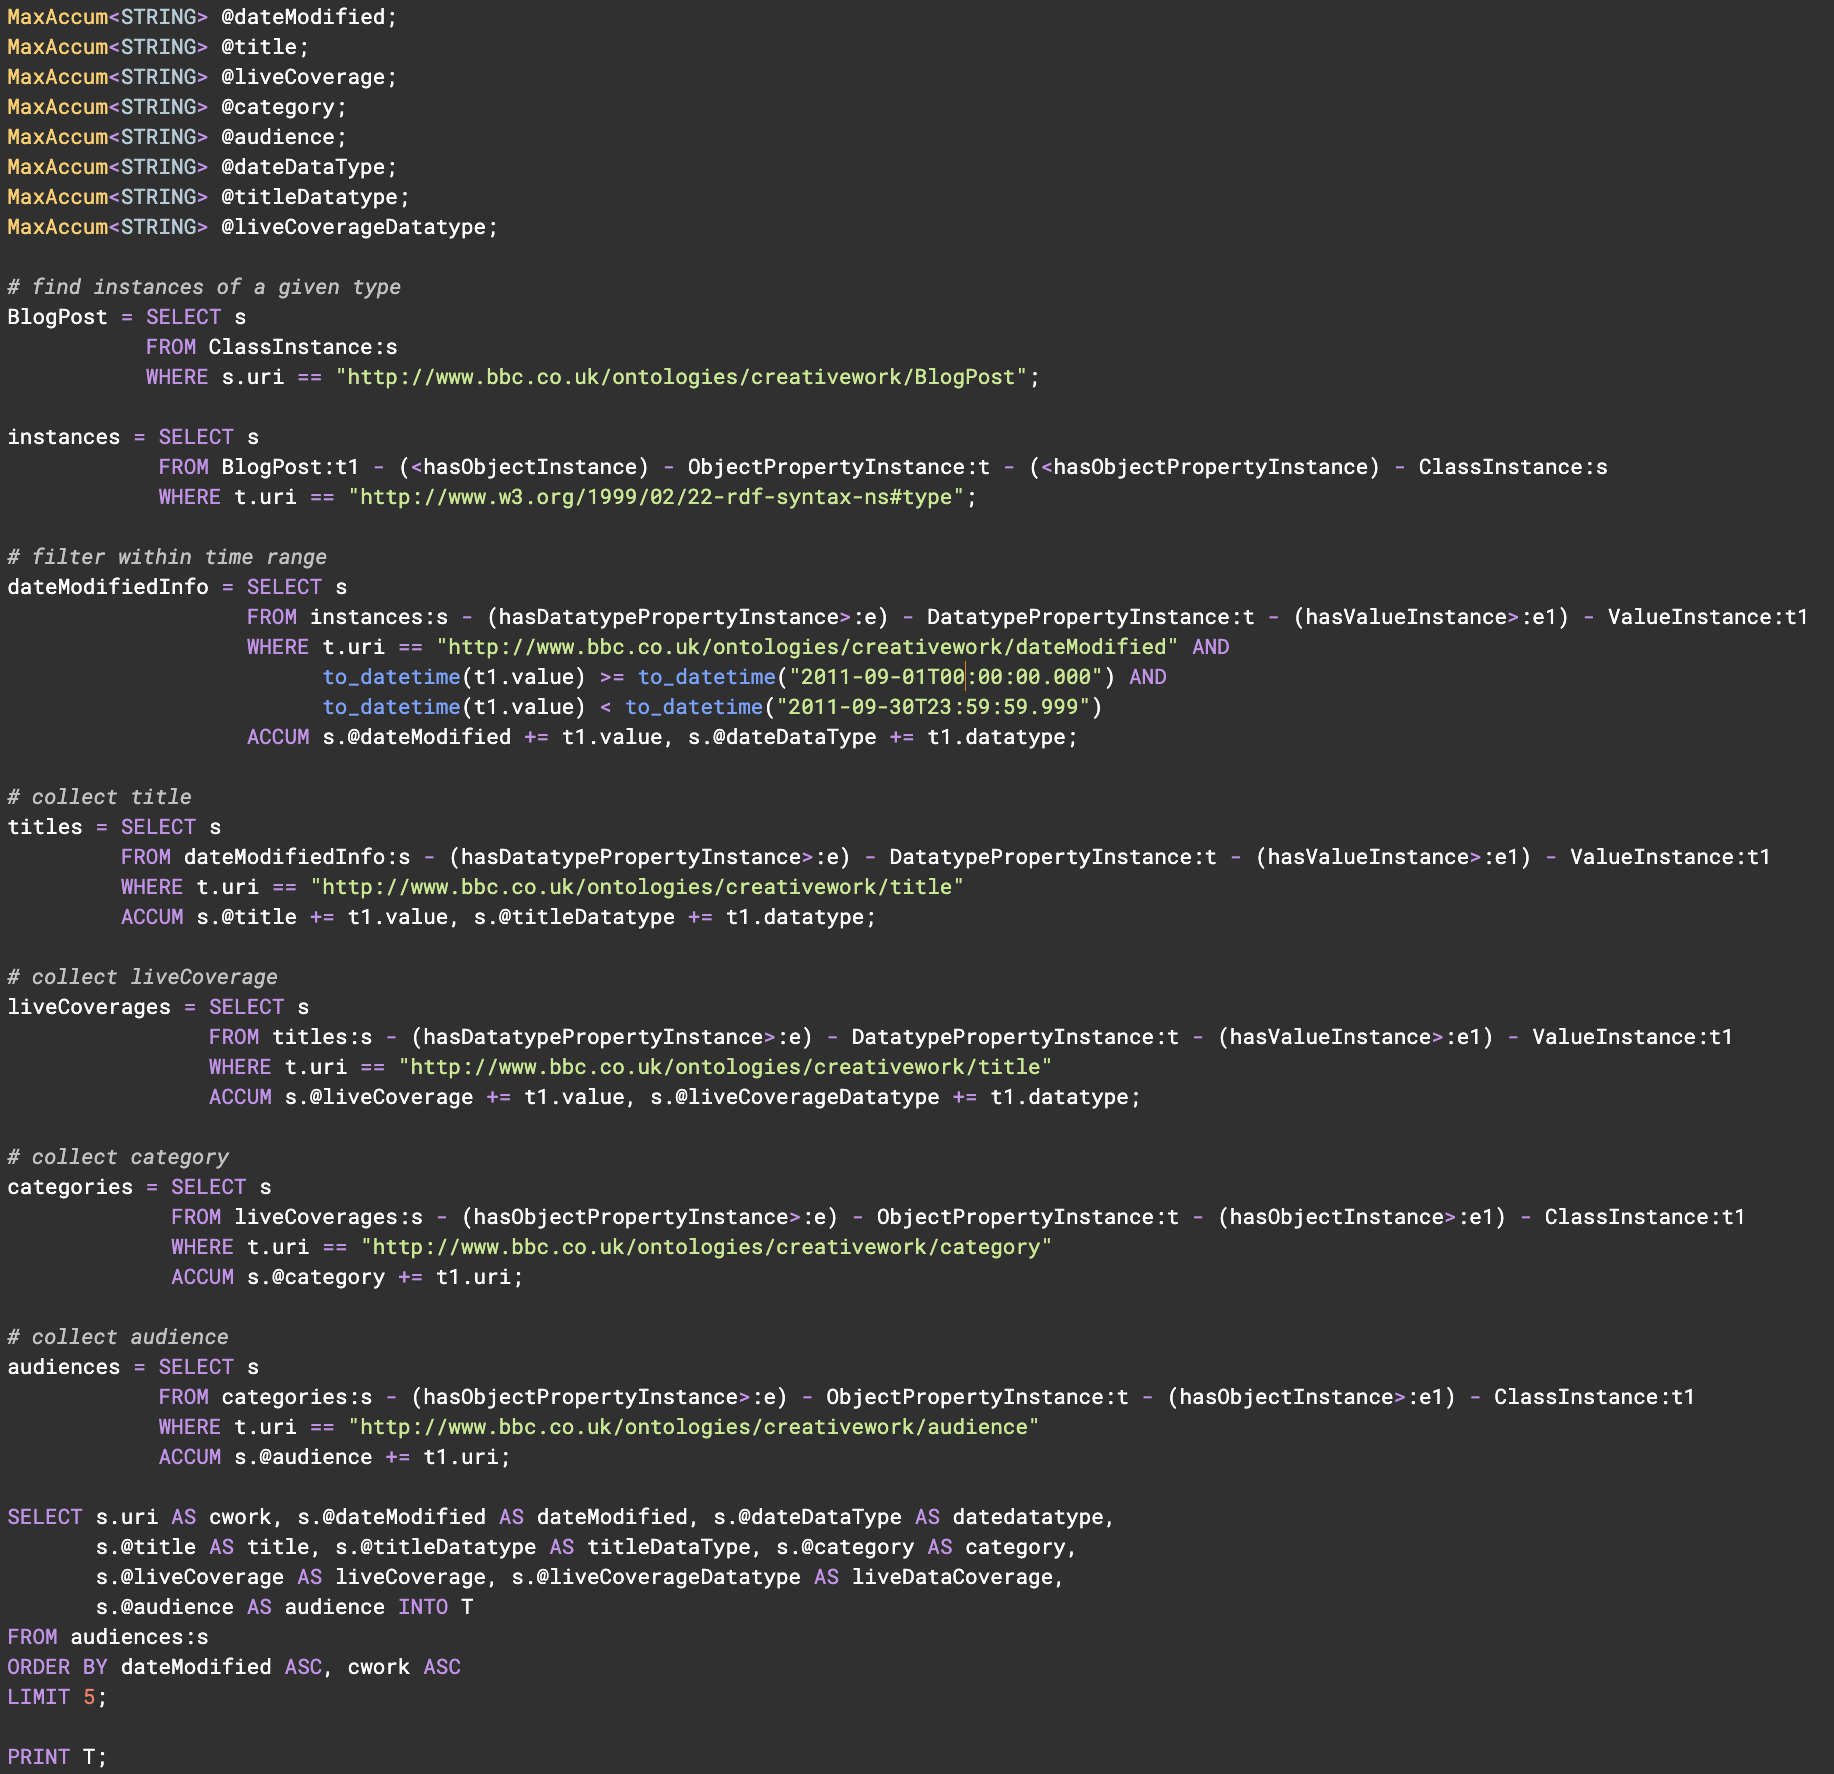 MaxAccum<STRING> @dateModified;
MaxAccum<STRING> @title;
MaxAccum<STRING> @liveCoverage;
MaxAccum<STRING> @category;
MaxAccum<STRING> @audience;
MaxAccum<STRING> @dateDataType;
MaxAccum<STRING> @titleDatatype;
MaxAccum<STRING> @liveCoverageDatatype;

# find instances of a given type
BlogPost = SELECT s
           FROM ClassInstance:s
           WHERE s.uri == "http://www.bbc.co.uk/ontologies/creativework/BlogPost";

instances = SELECT s
            FROM BlogPost:t1 - (<hasObjectInstance) - ObjectPropertyInstance:t - (<hasObjectPropertyInstance) - ClassInstance:s
            WHERE t.uri == "http://www.w3.org/1999/02/22-rdf-syntax-ns#type";

# filter within time range
dateModifiedInfo = SELECT s
                   FROM instances:s - (hasDatatypePropertyInstance>:e) - DatatypePropertyInstance:t - (hasValueInstance>:e1) - ValueInstance:t1
                   WHERE t.uri == "http://www.bbc.co.uk/ontologies/creativework/dateModified" AND
                         to_datetime(t1.value) >= to_datetime("2011-09-01T00:00:00.000") AND
                         to_datetime(t1.value) < to_datetime("2011-09-30T23:59:59.999")
                   ACCUM s.@dateModified += t1.value, s.@dateDataType += t1.datatype;

# collect title
titles = SELECT s
         FROM dateModifiedInfo:s - (hasDatatypePropertyInstance>:e) - DatatypePropertyInstance:t - (hasValueInstance>:e1) - ValueInstance:t1
         WHERE t.uri == "http://www.bbc.co.uk/ontologies/creativework/title"
         ACCUM s.@title += t1.value, s.@titleDatatype += t1.datatype;

# collect liveCoverage
liveCoverages = SELECT s
                FROM titles:s - (hasDatatypePropertyInstance>:e) - DatatypePropertyInstance:t - (hasValueInstance>:e1) - ValueInstance:t1
                WHERE t.uri == "http://www.bbc.co.uk/ontologies/creativework/title"
                ACCUM s.@liveCoverage += t1.value, s.@liveCoverageDatatype += t1.datatype;

# collect category
categories = SELECT s
             FROM liveCoverages:s - (hasObjectPropertyInstance>:e) - ObjectPropertyInstance:t - (hasObjectInstance>:e1) - ClassInstance:t1
             WHERE t.uri == "http://www.bbc.co.uk/ontologies/creativework/category"
             ACCUM s.@category += t1.uri;

# collect audience
audiences = SELECT s
            FROM categories:s - (hasObjectPropertyInstance>:e) - ObjectPropertyInstance:t - (hasObjectInstance>:e1) - ClassInstance:t1
            WHERE t.uri == "http://www.bbc.co.uk/ontologies/creativework/audience"
            ACCUM s.@audience += t1.uri;

SELECT s.uri AS cwork, s.@dateModified AS dateModified, s.@dateDataType AS datedatatype,
       s.@title AS title, s.@titleDatatype AS titleDataType, s.@category AS category,
       s.@liveCoverage AS liveCoverage, s.@liveCoverageDatatype AS liveDataCoverage,
       s.@audience AS audience INTO T
FROM audiences:s
ORDER BY dateModified ASC, cwork ASC
LIMIT 5;

PRINT T;